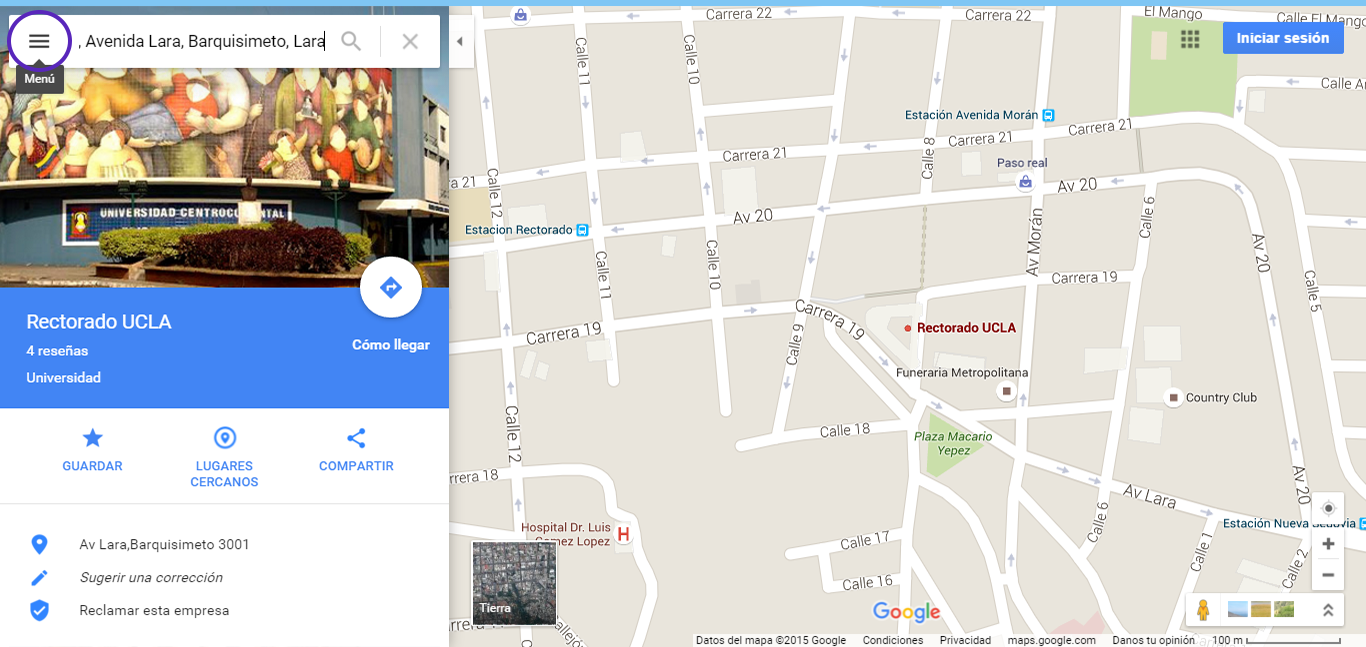 , Avenida Lara, Barquisimeto, Lara
Menú
UNIVERSIDAD
Rectorado UCLA
4 reseñas
Universidad
Cómo llegar
GUARDAR
LUGARES
CERCANOS
COMPARTIR
Av Lara,Barquisimeto 3001
Sugerir una corrección
Reclamar esta empresa
Carrera 22
Carrera 22
El Mango
Calle El Mango
Iniciar sesión
Calle 11
Calle 10
Estación Avenida Morán
Carrera 21
Carrera 21
Carrera 21
ra 21
Calle 8
Paso real
Av 20
Av 20
Calle 12
Estacion Rectorado
Calle 11
Calle 10
Av Morán
Calle 6
Av 20
Calle 5
Carrera 19
Carrera 19
Carrera 19
Calle 9
Rectorado UCLA
Funeraria Metropolitana
Country Club
Calle 12
Calle 18
Plaza Macario
Yepez
rrera 18
Av Lara
Av 20
Hospital Dr. Luis
Gomez Lopez
Calle 6
Calle 1
Calle 2
Estación Nueva Segovia
Calle 17
Calle 16
Tierra
Google
Datos del mapa ©2015 Google
Condiciones
Privacidad
maps.google.com
Danos tu opinión
100 m